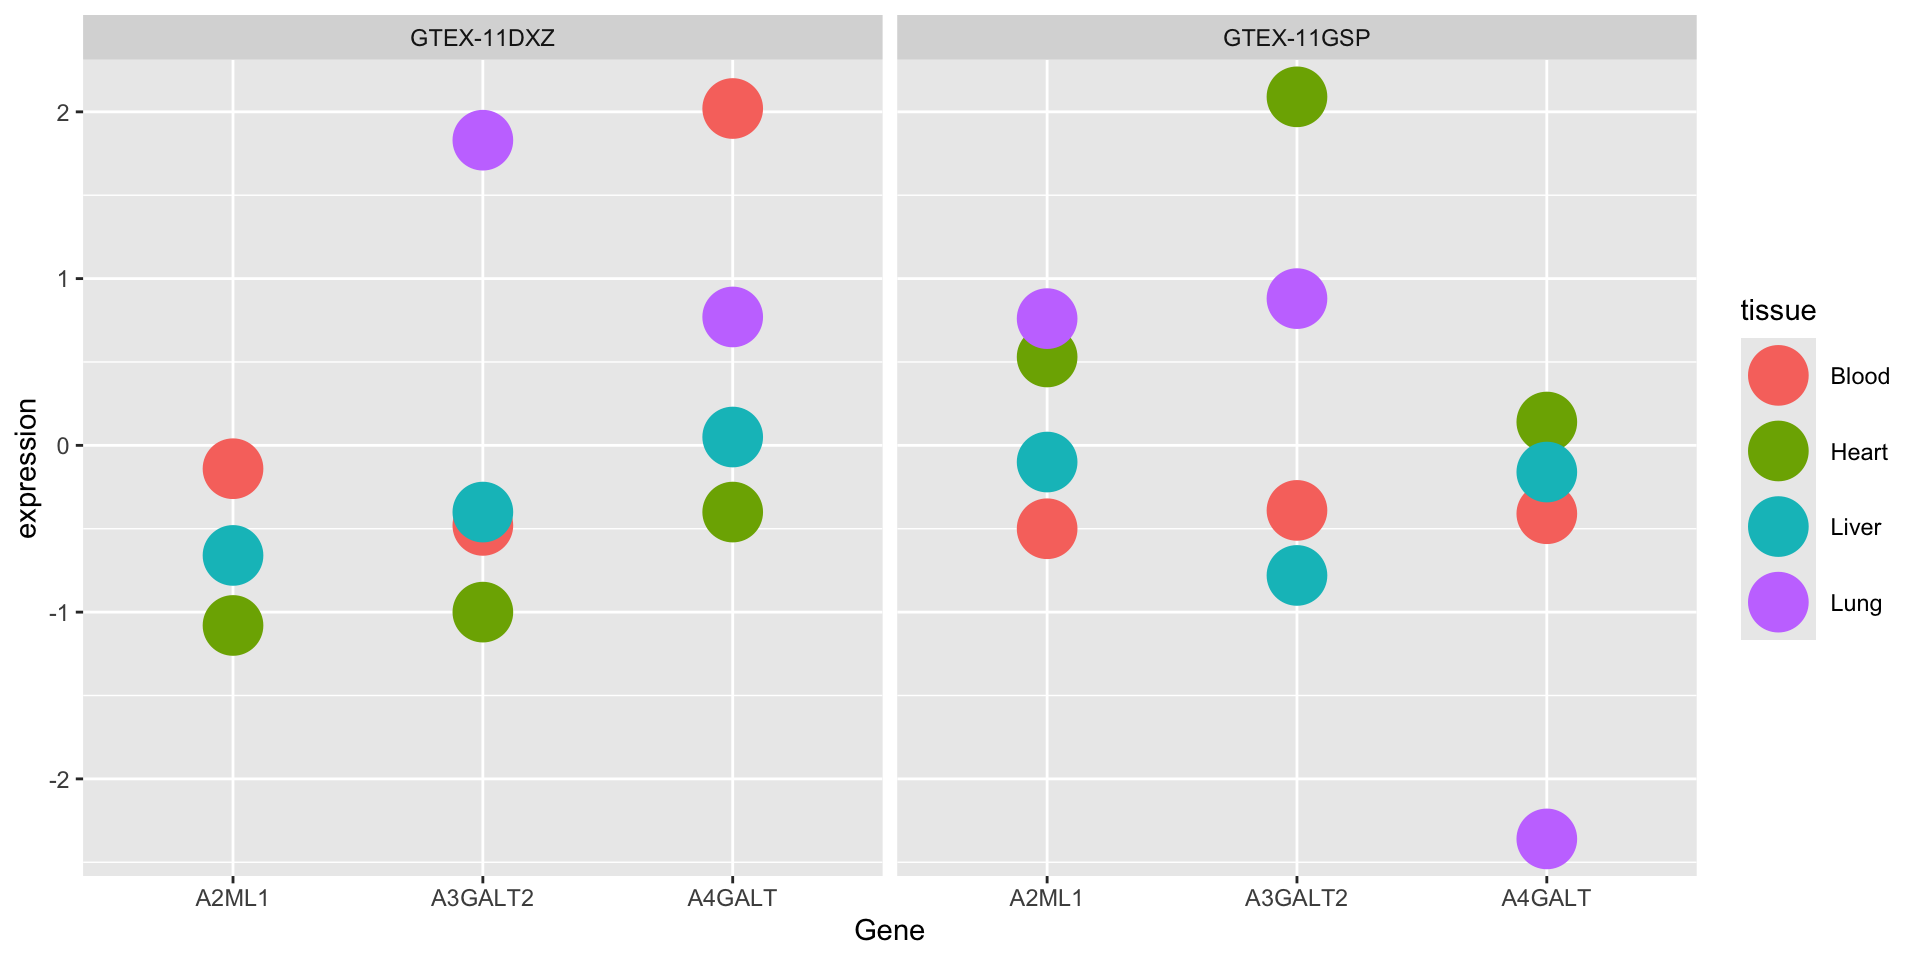 GTEX-11DXZ
GTEX-11GSP
expression
2
1
0
-1
-2
A2ML1
A3GALT2
A4GALT
A2ML1
A3GALT2
A4GALT
Gene
tissue
Blood
Heart
Liver
Lung